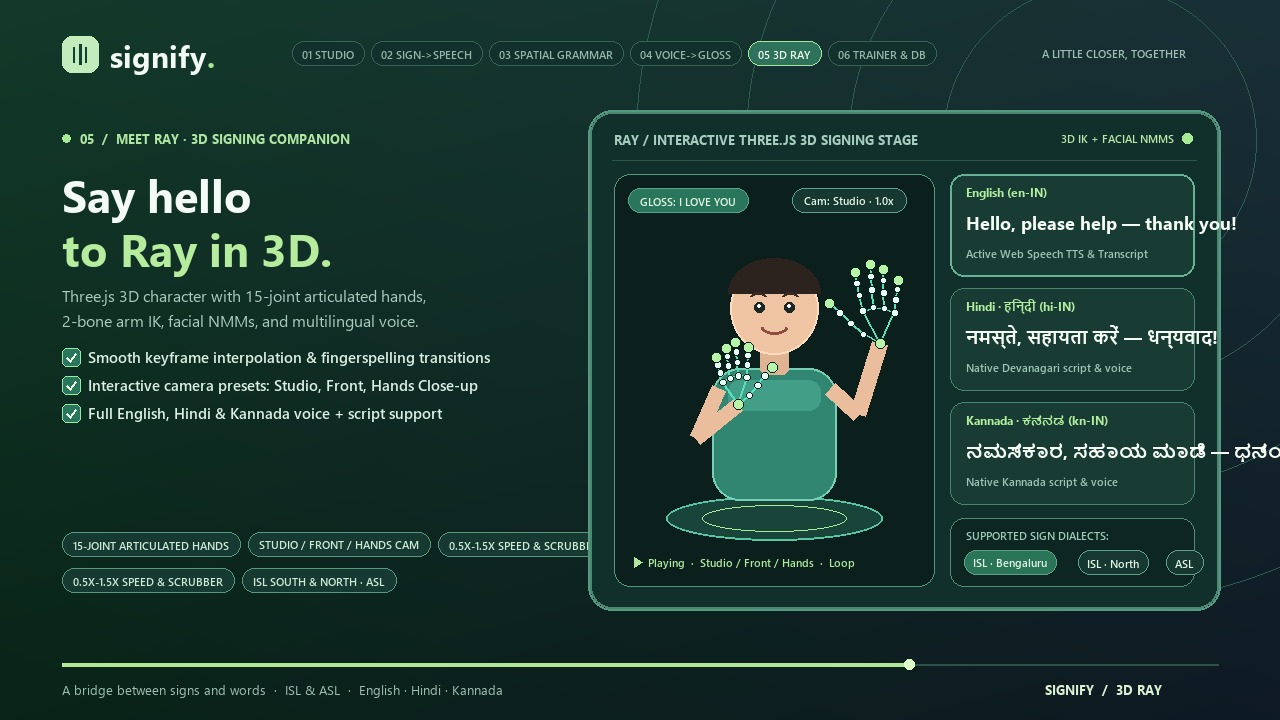 signify.
01 STUDIO
02 SIGN->SPEECH
03 SPATIAL GRAMMAR
04 VOICE->GLOSS
05 3D RAY
06 TRAINER & DB
A LITTLE CLOSER, TOGETHER
05 / MEET RAY · 3D SIGNING COMPANION
Say hello
to Ray in 3D.
Three.js 3D character with 15-joint articulated hands,
2-bone arm IK, facial NMMs, and multilingual voice.
Smooth keyframe interpolation & fingerspelling transitions
Interactive camera presets: Studio, Front, Hands Close-up
Full English, Hindi & Kannada voice + script support
15-JOINT ARTICULATED HANDS
STUDIO / FRONT / HANDS CAM
0.5X-1.5X SPEED & SCRUBB
0.5X-1.5X SPEED & SCRUBBER
ISL SOUTH & NORTH · ASL
RAY / INTERACTIVE THREE.JS 3D SIGNING STAGE
3D IK + FACIAL NMMS
GLOSS: I LOVE YOU
Cam: Studio · 1.0x
Playing · Studio / Front / Hands · Loop
English (en-IN)
Hello, please help — thank you!
Active Web Speech TTS & Transcript
Hindi · हिन्दी (hi-IN)
नमस्ते, सहायता करें — धन्यवाद!
Native Devanagari script & voice
Kannada · ಕನ್ನಡ (kn-IN)
ನಮಸ್ಕಾರ, ಸಹಾಯ ಮಾಡಿ —
Native Kannada script & voice
SUPPORTED SIGN DIALECTS:
ISL · Bengaluru
ISL · North
ASL
A bridge between signs and words · ISL & ASL · English · Hindi · Kannada
SIGNIFY / 3D RAY